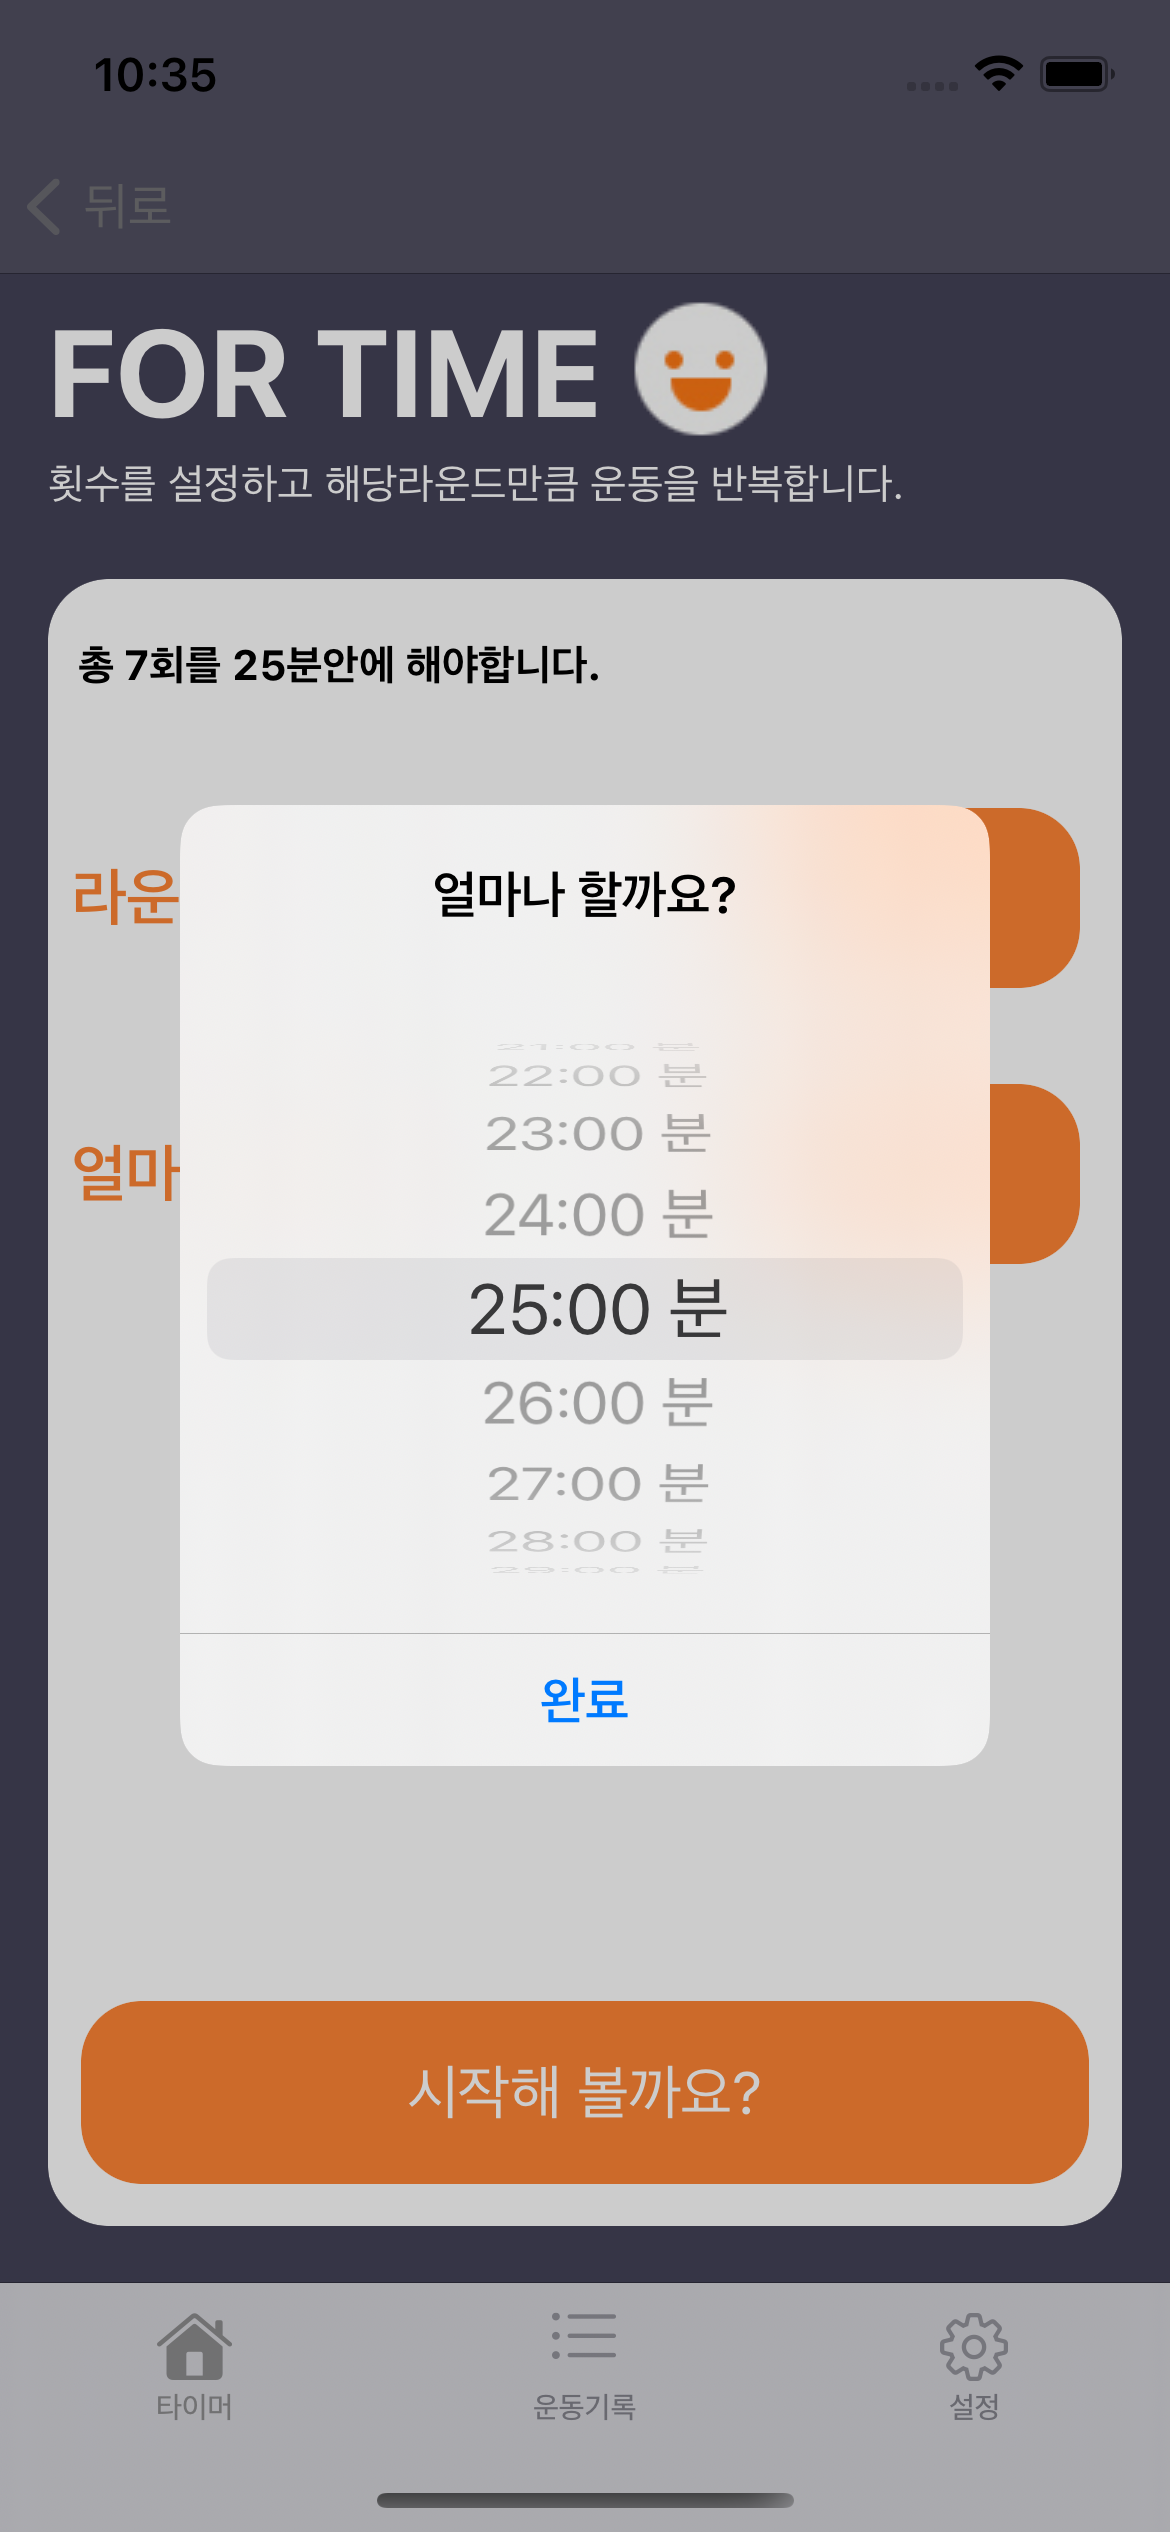 10:35
뒤로
FOR TIME
횟수를 설정하고 해당라운드만큼 운동을 반복합니다.
총 7회를 25분안에 해야합니다.
라운
얼마
얼마나 할까요?
21:00 분
22:00 분
23:00 분
24:00 분
25:00 분
26:00 분
27:00 분
28:00 분
29:00 분
완료
시작해 볼까요?
타이머
운동기록
설정